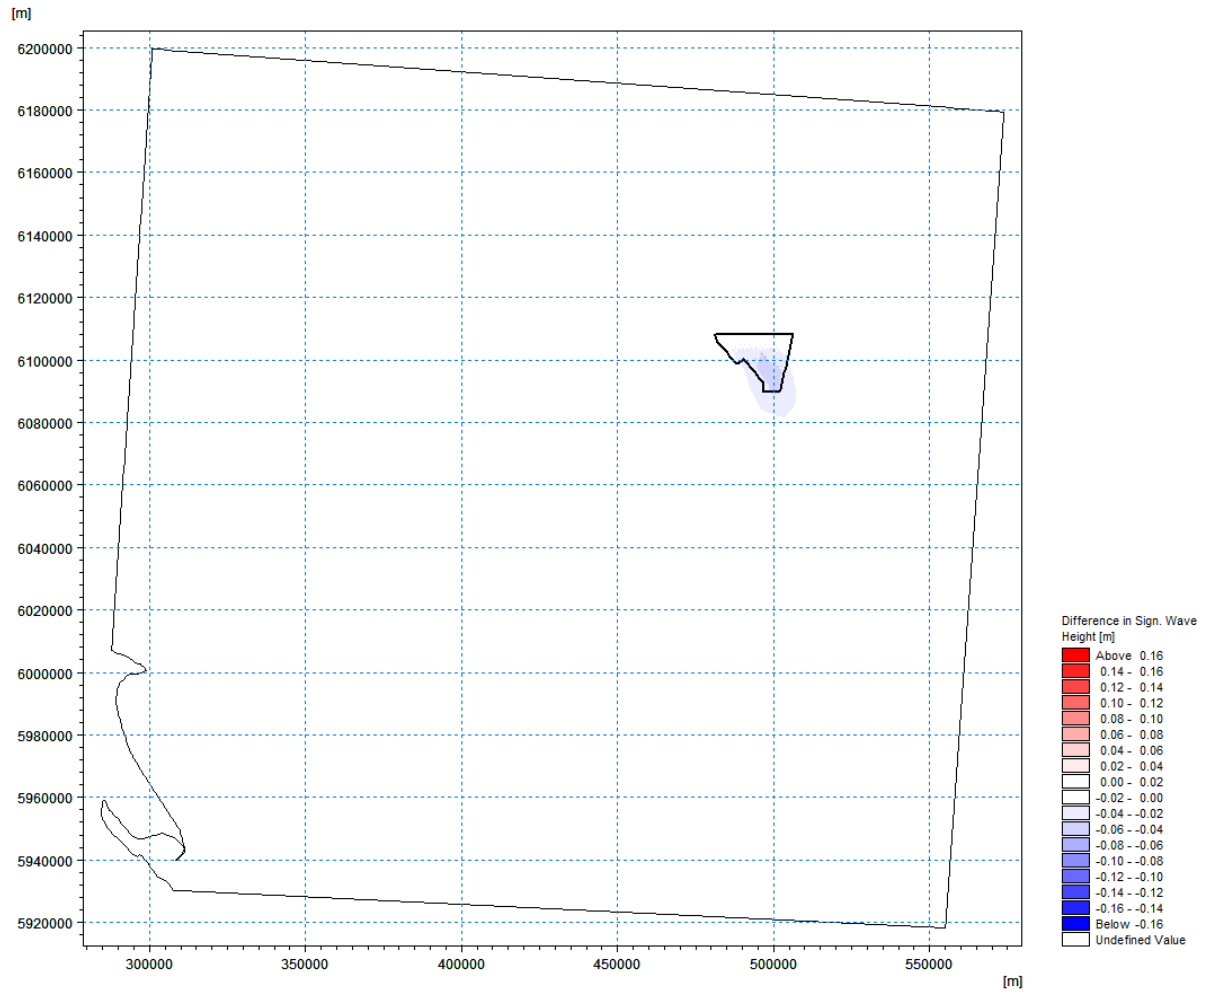 [m]
6200000
6180000
6160000
6140000
6120000
6100000
6080000
6060000
6040000
6020000
6000000
5980000
5960000
5940000
5920000
300000 350000 400000 450000 500000 550000
[m]
Difference in Sign. Wave
Height [m]
Above 0.16
0.14 - 0.16
0.12 - 0.14
0.10 - 0.12
0.08 - 0.10
0.06 - 0.08
0.04 - 0.06
0.02 - 0.04
0.00 - 0.02
-0.02 - 0.00
-0.04 - -0.02
-0.06 - -0.04
-0.08 - -0.06
-0.10 - -0.08
-0.12 - -0.10
-0.14 - -0.12
-0.16 - -0.14
Below -0.16
Undefined Value